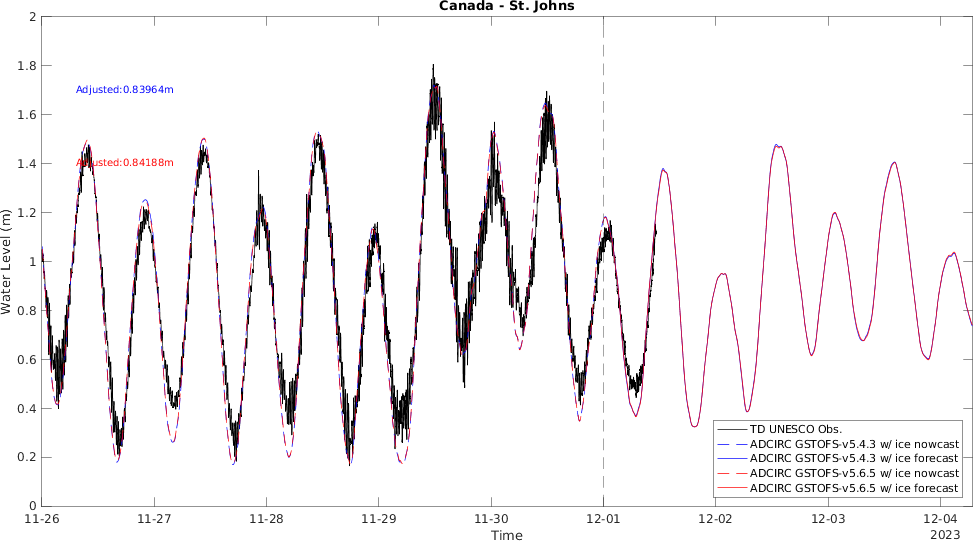 Canada - St. Johns
2
1.8
1.6
1.4
1.2
1
0.8
0.6
0.4
0.2
0
Water Level (m)
Adjusted:0.83964m
Adjusted:0.84188m
TD UNESCO Obs.
ADCIRC GSTOFS-v5.4.3 w/ ice nowcast
ADCIRC GSTOFS-v5.4.3 w/ ice forecast
ADCIRC GSTOFS-v5.6.5 w/ ice nowcast
ADCIRC GSTOFS-v5.6.5 w/ ice forecast
11-26 11-27 11-28 11-29 11-30 12-01 12-02 12-03 12-04
Time
2023